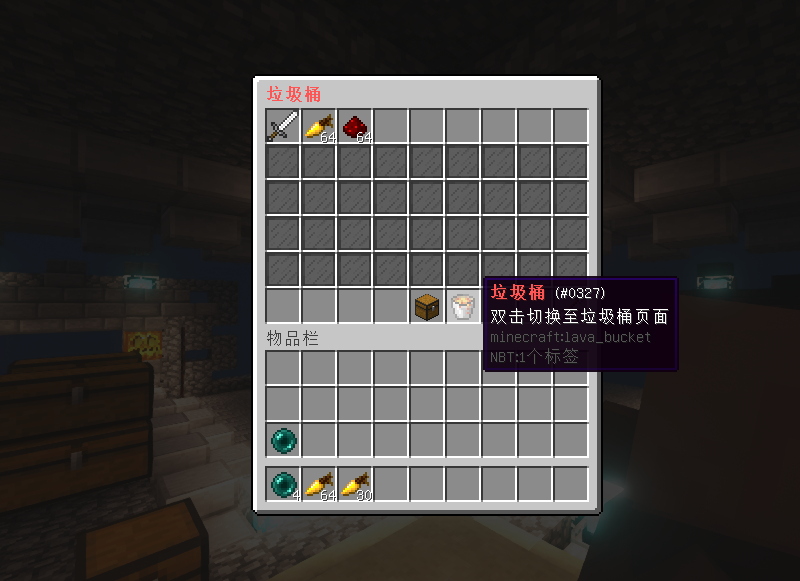 垃圾桶
64 64
垃圾桶 (#0327)
双击切换至垃圾桶页面
minecraft:lava_bucket
NBT:1个标签
物品栏
4 64 30